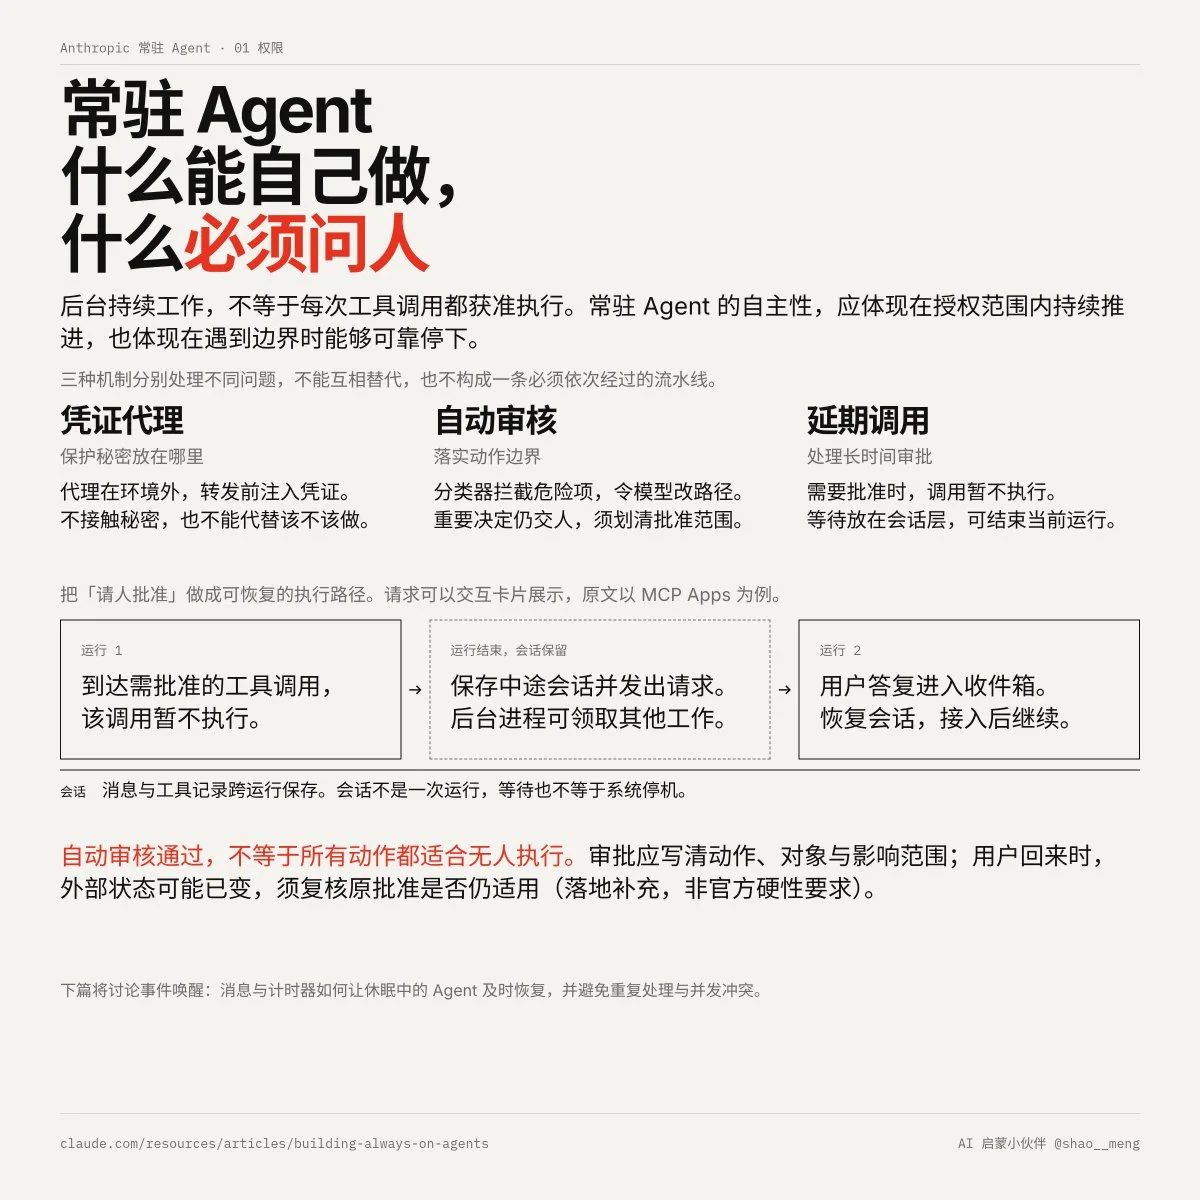 Anthropic 常驻 Agent · 01 权限
常驻 Agent
什么能自己做，
什么必须问人
后台持续工作，不等于每次工具调用都获准执行。常驻 Agent 的自主性，应体现在授权范围内持续推
进，也体现在遇到边界时能够可靠停下。
三种机制分别处理不同问题，不能互相替代，也不构成一条必须依次经过的流水线。
凭证代理
保护秘密放在哪里
代理在环境外，转发前注入凭证。
不接触秘密，也不能代替该不该做。
自动审核
落实动作边界
分类器拦截危险项，令模型改路径。
重要决定仍交人，须划清批准范围。
延期调用
处理长时间审批
需要批准时，调用暂不执行。
等待放在会话层，可结束当前运行。
把「请人批准」做成可恢复的执行路径。请求可以交互卡片展示，原文以 MCP Apps 为例。
运行 1
到达需批准的工具调用，
该调用暂不执行。
→
运行结束，会话保留
保存中途会话并发出请求。
后台进程可领取其他工作。
→
运行 2
用户答复进入收件箱。
恢复会话，接入后继续。
会话 消息与工具记录跨运行保存。会话不是一次运行，等待也不等于系统停机。
自动审核通过，不等于所有动作都适合无人执行。审批应写清动作、对象与影响范围；用户回来时，
外部状态可能已变，须复核原批准是否仍适用（落地补充，非官方硬性要求）。
下篇将讨论事件唤醒：消息与计时器如何让休眠中的 Agent 及时恢复，并避免重复处理与并发冲突。
claude.com/resources/articles/building-always-on-agents
AI 启蒙小伙伴 @shao__meng